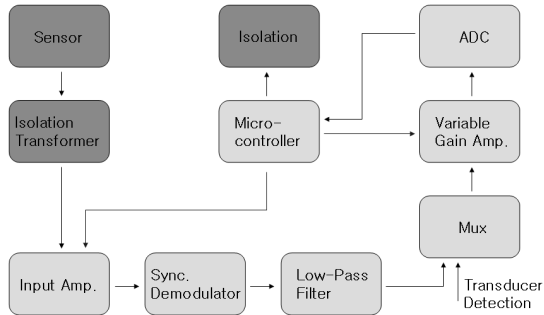 Sensor
Isolation
ADC
Isolation
Transformer
Micro-
controller
Variable
Gain Amp.
Mux
Input Amp.
Sync.
Demodulator
Low-Pass
Filter
Transducer
Detection